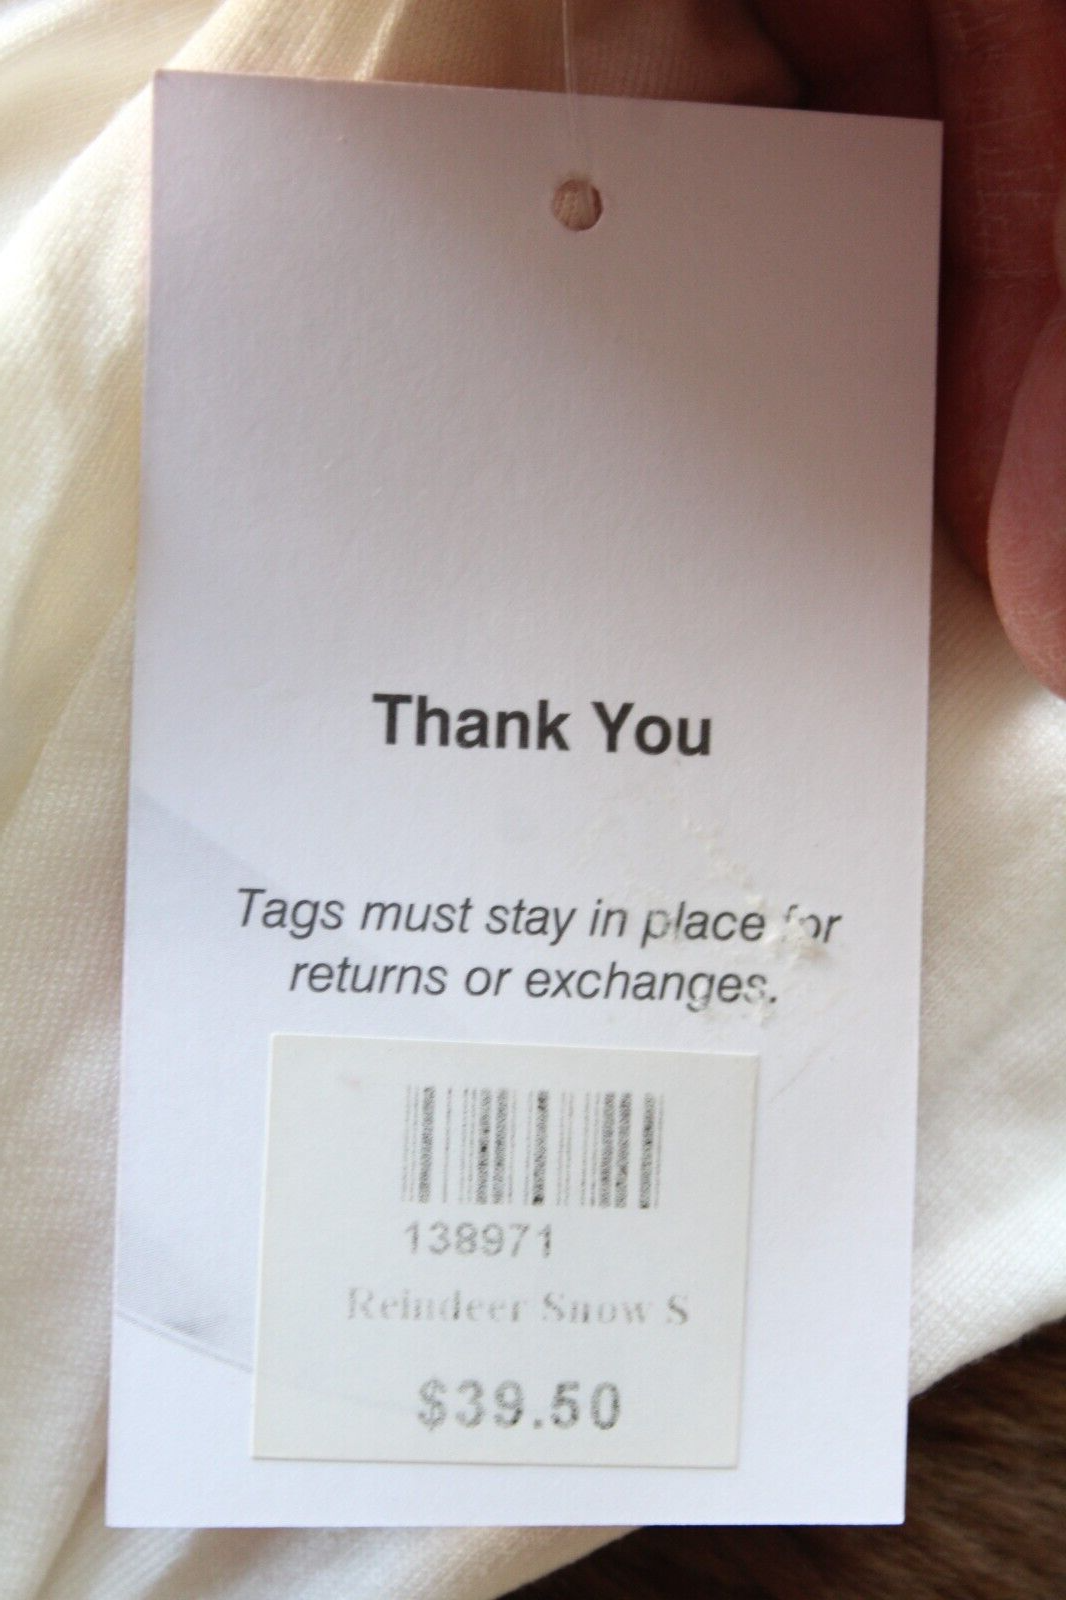 Thank You
Tags must stay in place for
returns or exchanges.
138971
Reindeer Snow S
$39.50